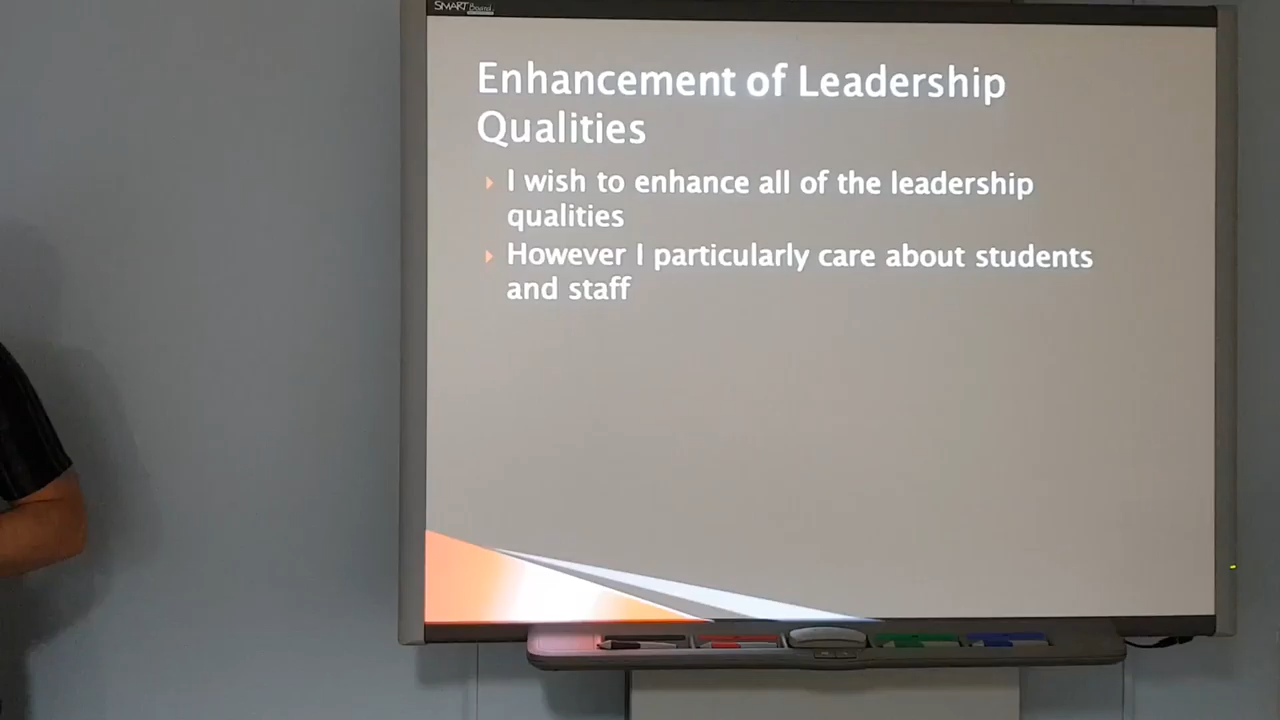 SMART Board
Enhancement of Leadership
Qualities
I wish to enhance all of the leadership
qualities
However I particularly care about students
and staff